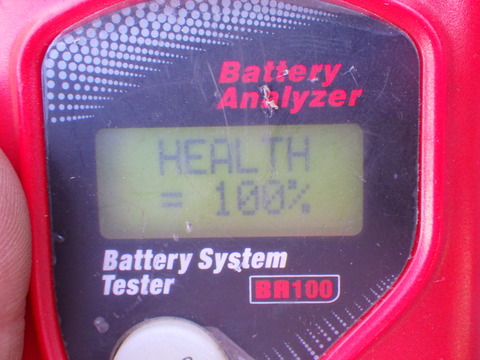 Battery
Analyzer
HEALTH
= 100%
Battery System
Tester
BA100